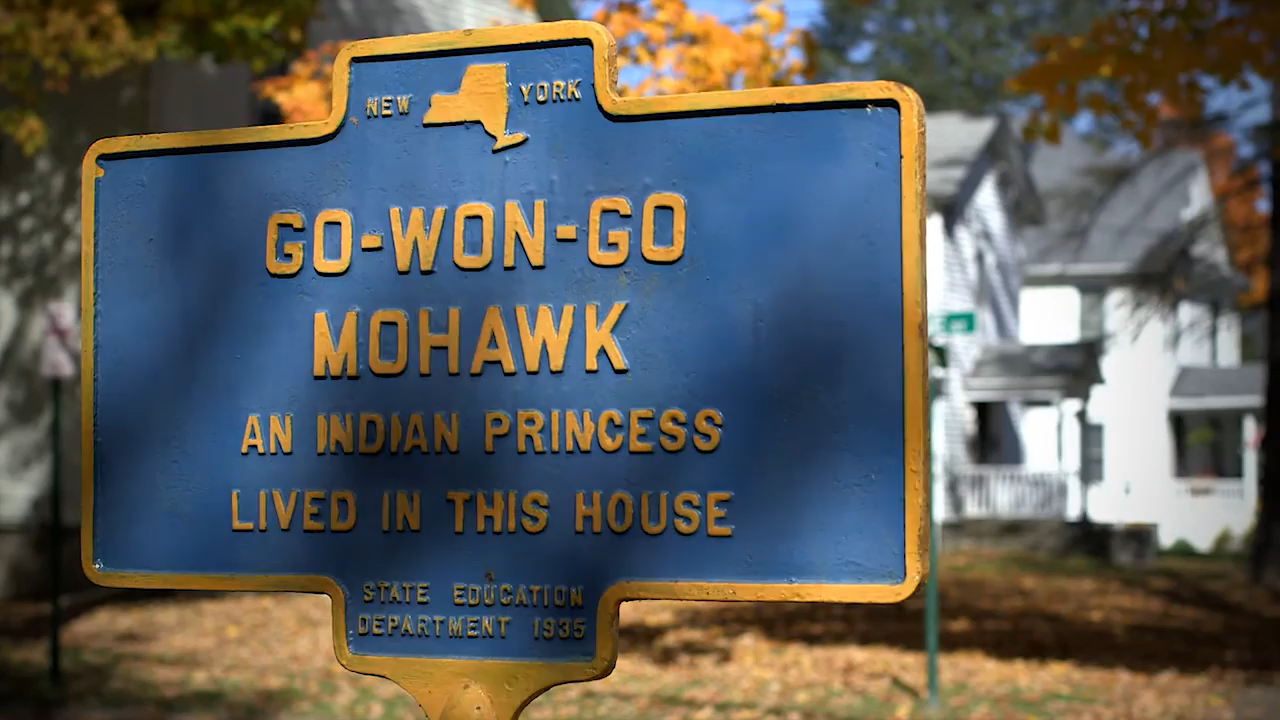 NEW YORK
GO-WON-GO
MOHAWK
AN INDIAN PRINCESS
LIVED IN THIS HOUSE
STATE EDUCATION
DEPARTMENT 1935